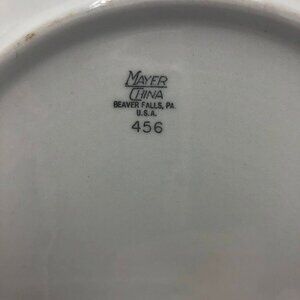 MAYER
CHINA
BEAVER FALLS, PA.
U.S.A.
456